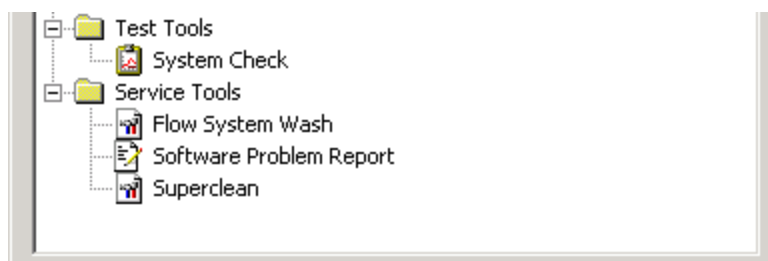 Test Tools
System Check
Service Tools
Flow System Wash
Software Problem Report
Superclean